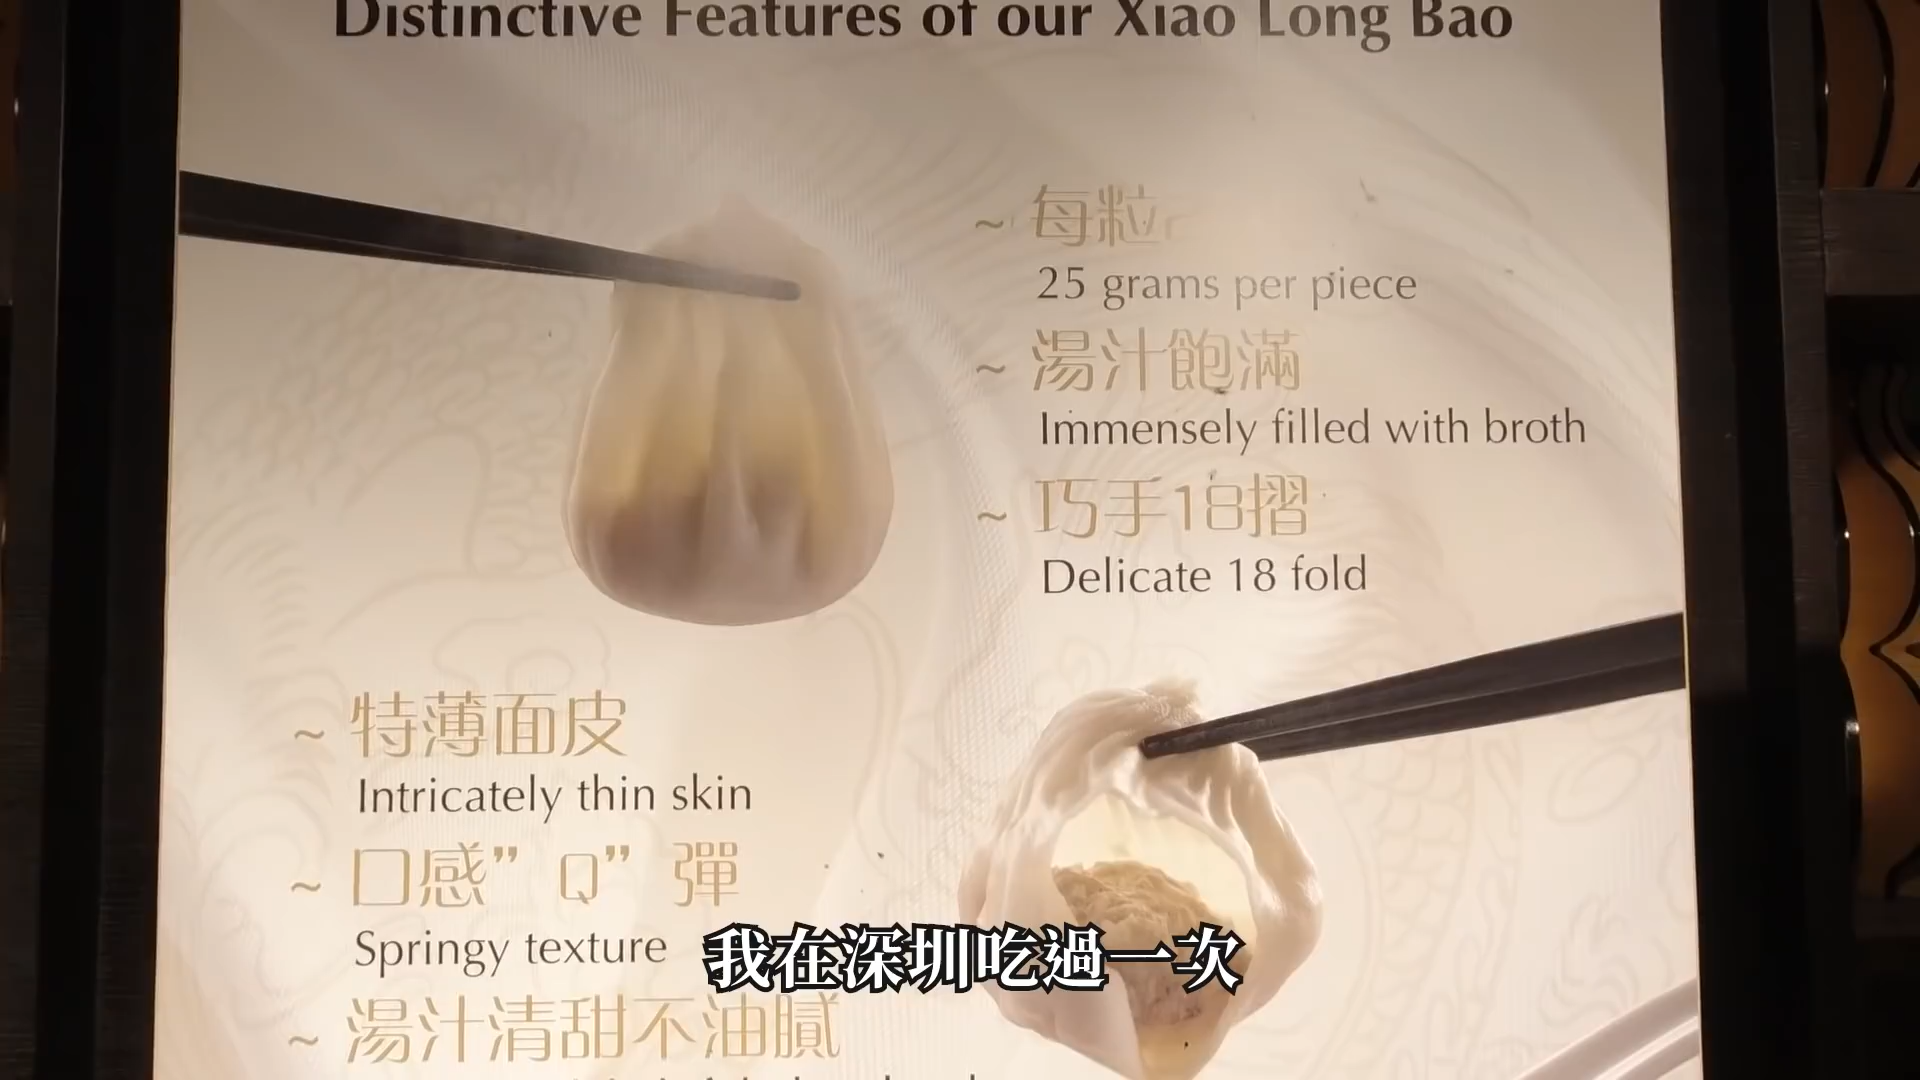 Distinctive Features of our Xiao Long Bao
~ 每粒
25 grams per piece
~ 湯汁飽滿
Immensely filled with broth
~ 巧手18摺
Delicate 18 fold
~ 特薄面皮
Intricately thin skin
~ 口感”Q”彈
Springy texture
~ 湯汁清甜不油膩
我在深圳吃過一次